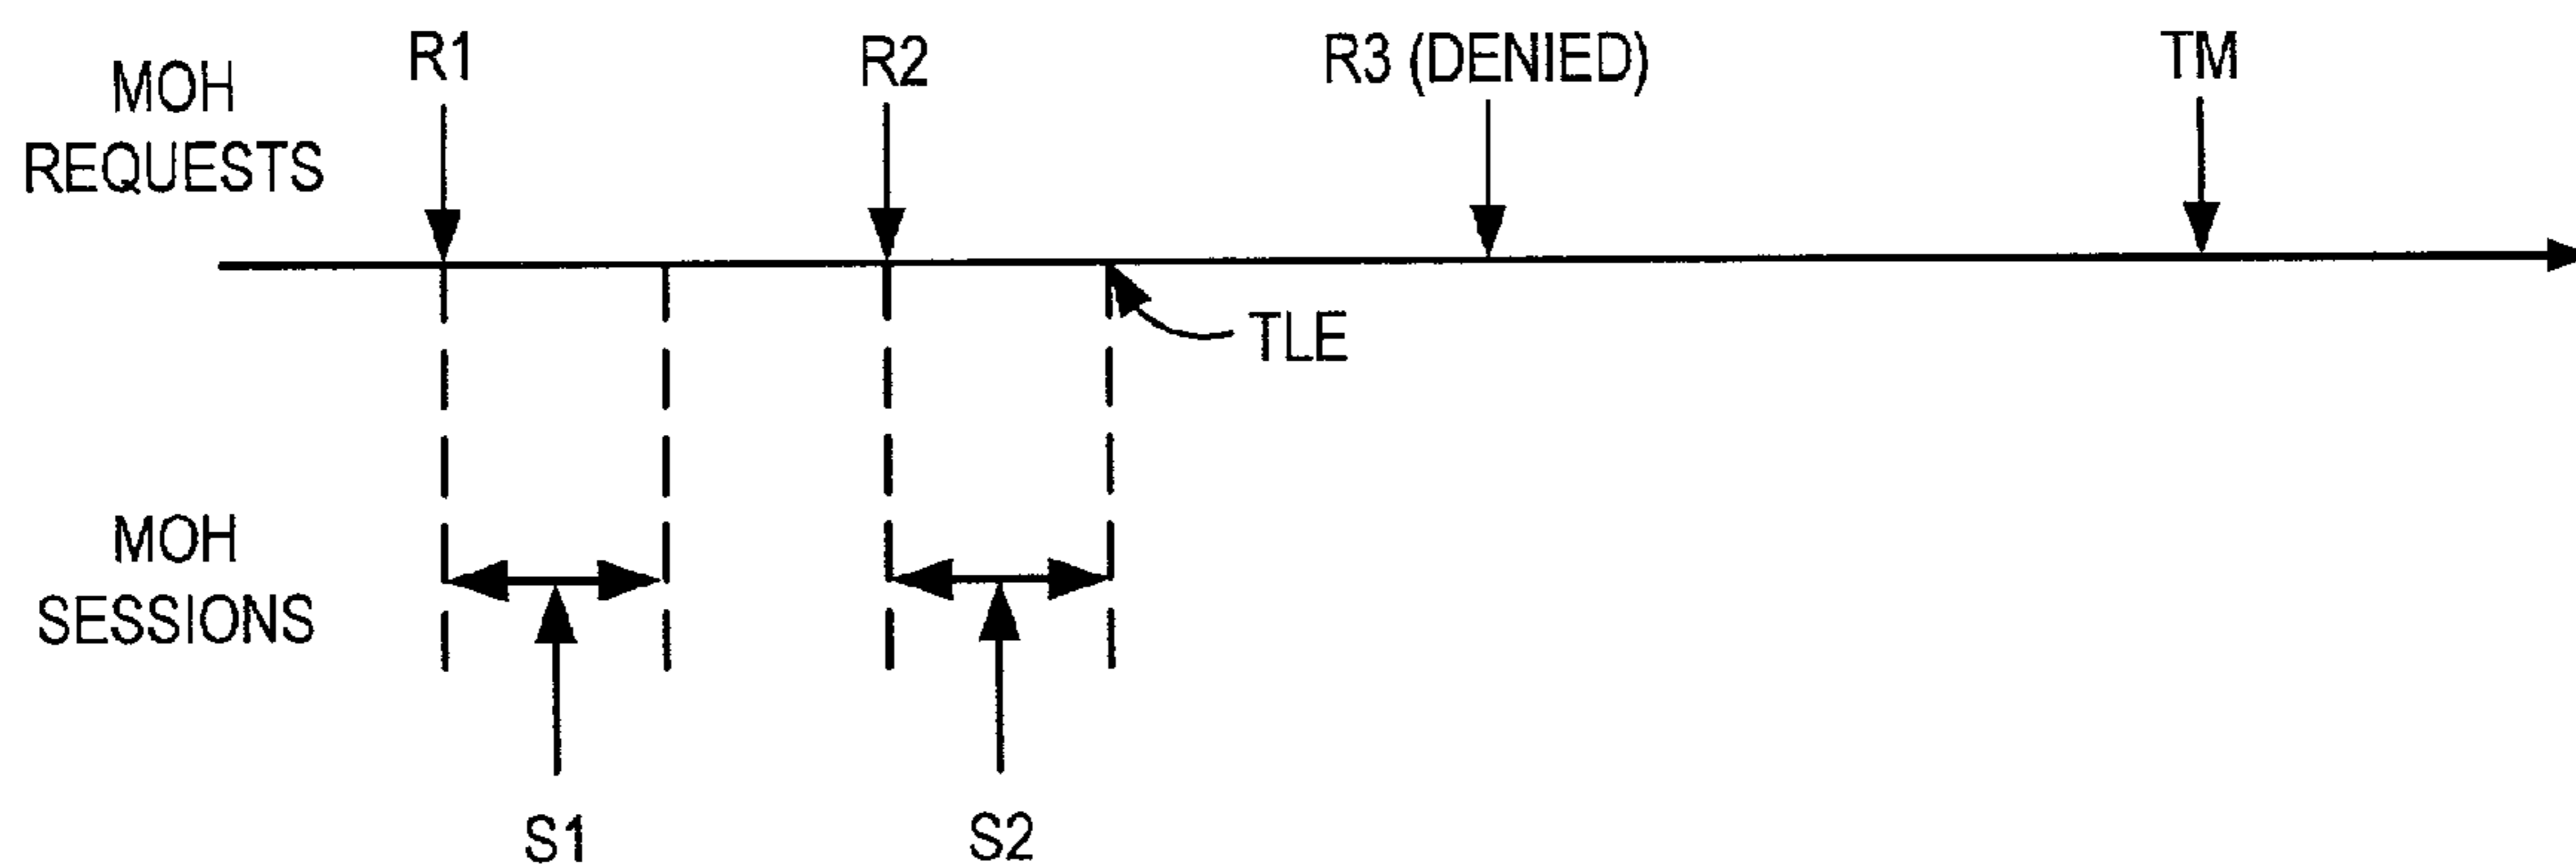 MOH
REQUESTS
R1
R2
R3 (DENIED)
TM
TLE
MOH
SESSIONS
S1
S2